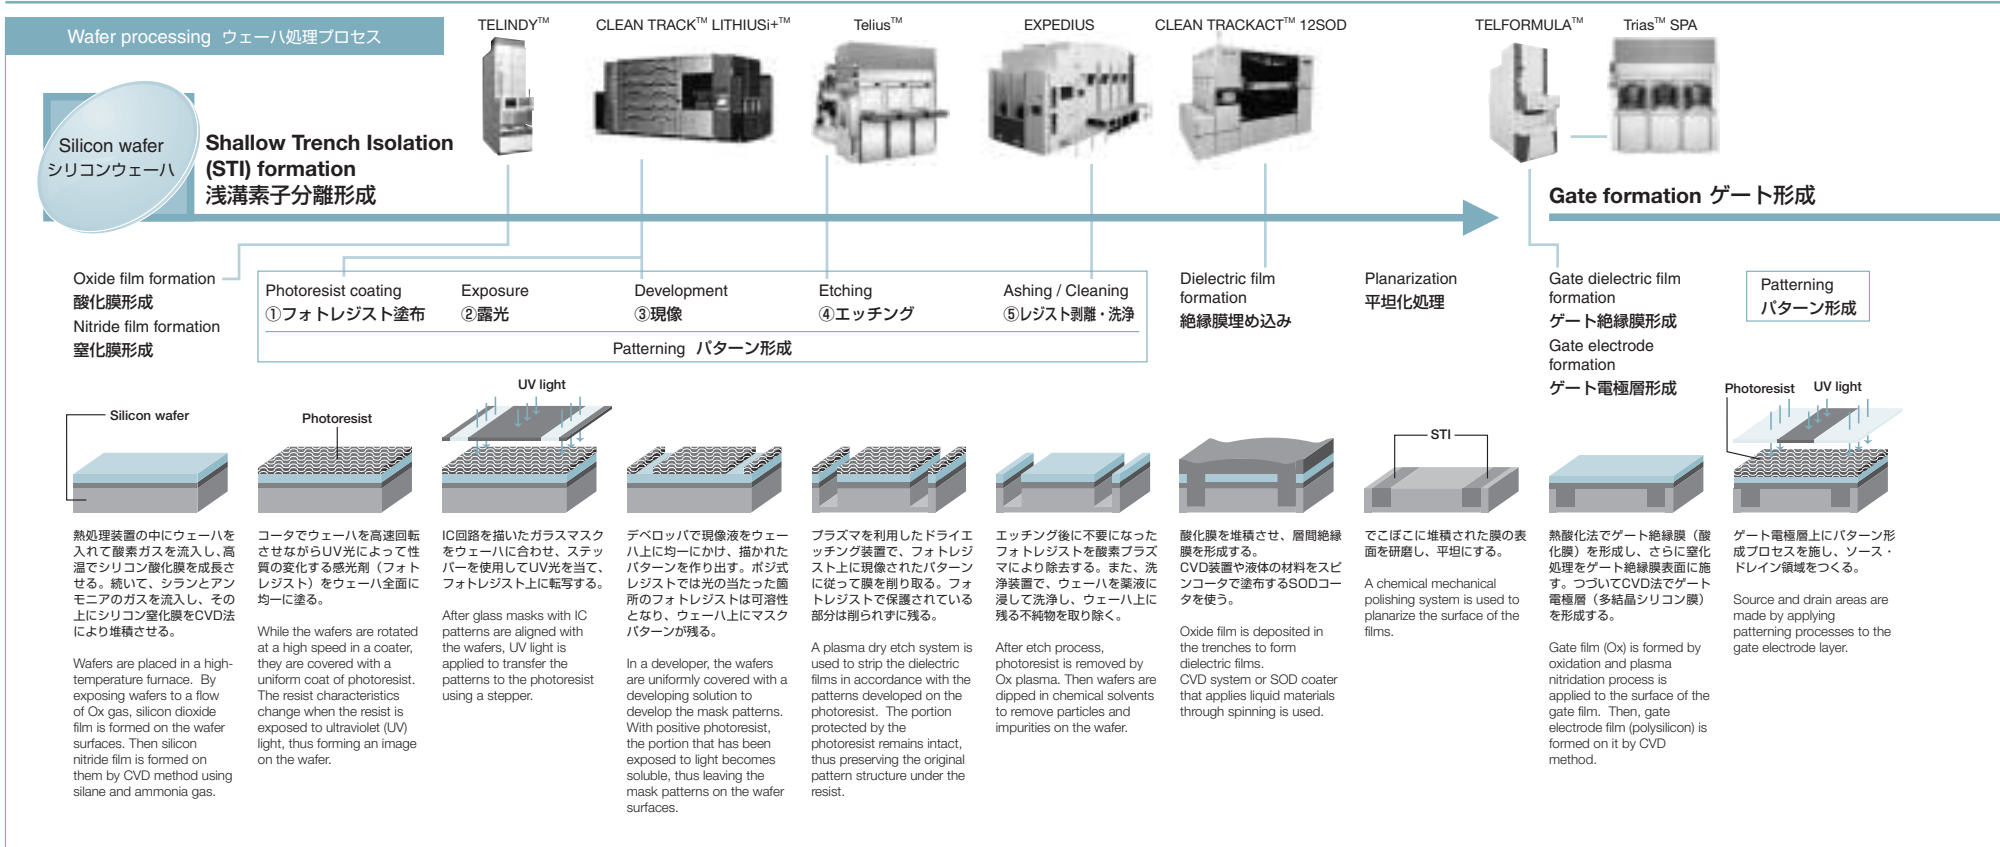 Wafer processing ウェーハ処理プロセス
TELINDY™
CLEAN TRACK™ LITHIUSi+™
Telius™
EXPEDIUS
CLEAN TRACKACT™ 12SOD
TELFORMULA™
Trias™ SPA
Silicon wafer
シリコンウェーハ
Shallow Trench Isolation
(STI) formation
浅溝素子分離形成
Gate formation ゲート形成
Oxide film formation
酸化膜形成
Nitride film formation
窒化膜形成
Photoresist coating
①フォトレジスト塗布
Exposure
②露光
Development
③現像
Etching
④エッチング
Ashing / Cleaning
⑤レジスト剥離・洗浄
Patterning パターン形成
Dielectric film
formation
絶縁膜埋め込み
Planarization
平坦化処理
Gate dielectric film
formation
ゲート絶縁膜形成
Gate electrode
formation
ゲート電極層形成
Patterning
パターン形成
Silicon wafer
Photoresist
UV light
STI
Photoresist
UV light
熱処理装置の中にウェーハを
入れて酸素ガスを流入し、高
温でシリコン酸化膜を成長さ
せる。続いて、シランとアン
モニアのガスを流入し、その
上にシリコン窒化膜をCVD法
により堆積させる。
Wafers are placed in a high-
temperature furnace. By
exposing wafers to a flow
of Ox gas, silicon dioxide
film is formed on the wafer
surfaces. Then silicon
nitride film is formed on
them by CVD method using
silane and ammonia gas.
コータでウェーハを高速回転
させながらUV光によって性
質の変化する感光剤（フォト
レジスト）をウェーハ全面に
均一に塗る。
While the wafers are rotated
at a high speed in a coater,
they are covered with a
uniform coat of photoresist.
The resist characteristics
change when the resist is
exposed to ultraviolet (UV)
light, thus forming an image
on the wafer.
IC回路を描いたガラスマスク
をウェーハに合わせ、ステッ
パーを使用してUV光を当て、
フォトレジスト上に転写する。
After glass masks with IC
patterns are aligned with
the wafers, UV light is
applied to transfer the
patterns to the photoresist
using a stepper.
デベロッパで現像液をウェー
ハ上に均一にかけ、描かれた
パターンを作り出す。ポジ式
レジストでは光の当たった箇
所のフォトレジストは可溶性
となり、ウェーハ上にマスク
パターンが残る。
In a developer, the wafers
are uniformly covered with a
developing solution to
develop the mask patterns.
With positive photoresist,
the portion that has been
exposed to light becomes
soluble, thus leaving the
mask patterns on the wafer
surfaces.
プラズマを利用したドライエ
ッチング装置で、フォトレジ
スト上に現像されたパターン
に従って膜を削り取る。フォ
トレジストで保護されている
部分は削られずに残る。
A plasma dry etch system is
used to strip the dielectric
films in accordance with the
patterns developed on the
photoresist. The portion
protected by the
photoresist remains intact,
thus preserving the original
pattern structure under the
resist.
エッチング後に不要になった
フォトレジストを酸素プラズ
マにより除去する。また、洗
浄装置で、ウェーハを薬液に
浸して洗浄し、ウェーハ上に
残る不純物を取り除く。
After etch process,
photoresist is removed by
Ox plasma. Then wafers are
dipped in chemical solvents
to remove particles and
impurities on the wafer.
酸化膜を堆積させ、層間絶縁
膜を形成する。
CVD装置や液体の材料をスピ
ンコータで塗布するSODコー
タを使う。
Oxide film is deposited in
the trenches to form
dielectric films.
CVD system or SOD coater
that applies liquid materials
through spinning is used.
でこぼこに堆積された膜の表
面を研磨し、平坦にする。
A chemical mechanical
polishing system is used to
planarize the surface of the
films.
熱酸化法でゲート絶縁膜（酸
化膜）を形成し、さらに窒化
処理をゲート絶縁膜表面に施
す。つづいてCVD法でゲート
電極層（多結晶シリコン膜）
を形成する。
Gate film (Ox) is formed by
oxidation and plasma
nitridation process is
applied to the surface of the
gate film. Then, gate
electrode film (polysilicon) is
formed on it by CVD
method.
ゲート電極層上にパターン形
成プロセスを施し、ソース・
ドレイン領域をつくる。
Source and drain areas are
made by applying
patterning processes to the
gate electrode layer.